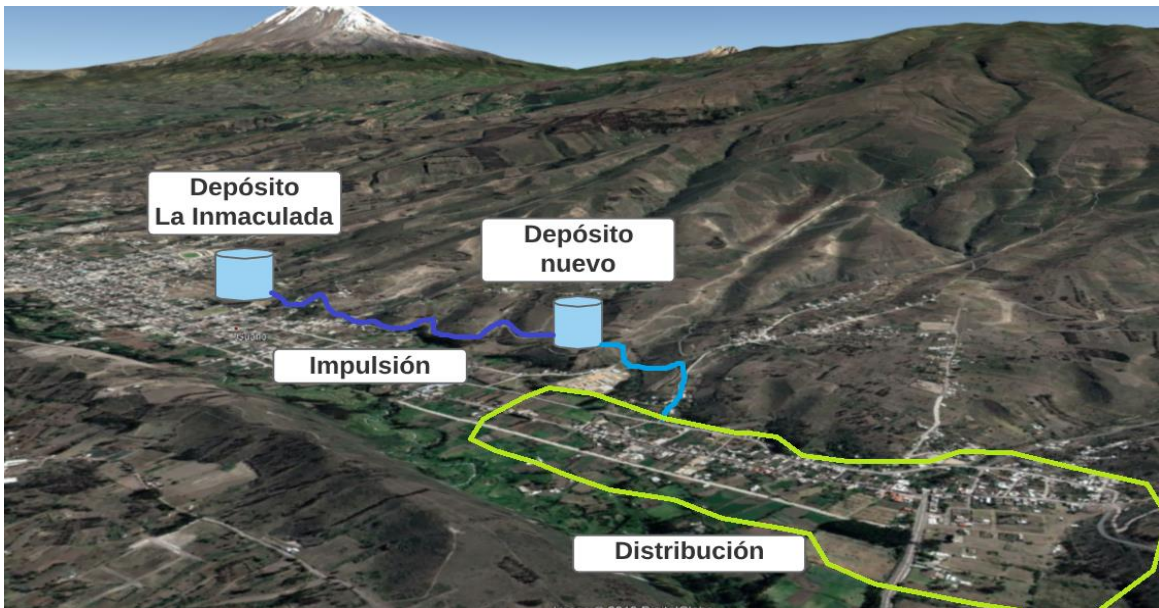 Depósito
La Inmaculada
Depósito
nuevo
Impulsión
Distribución